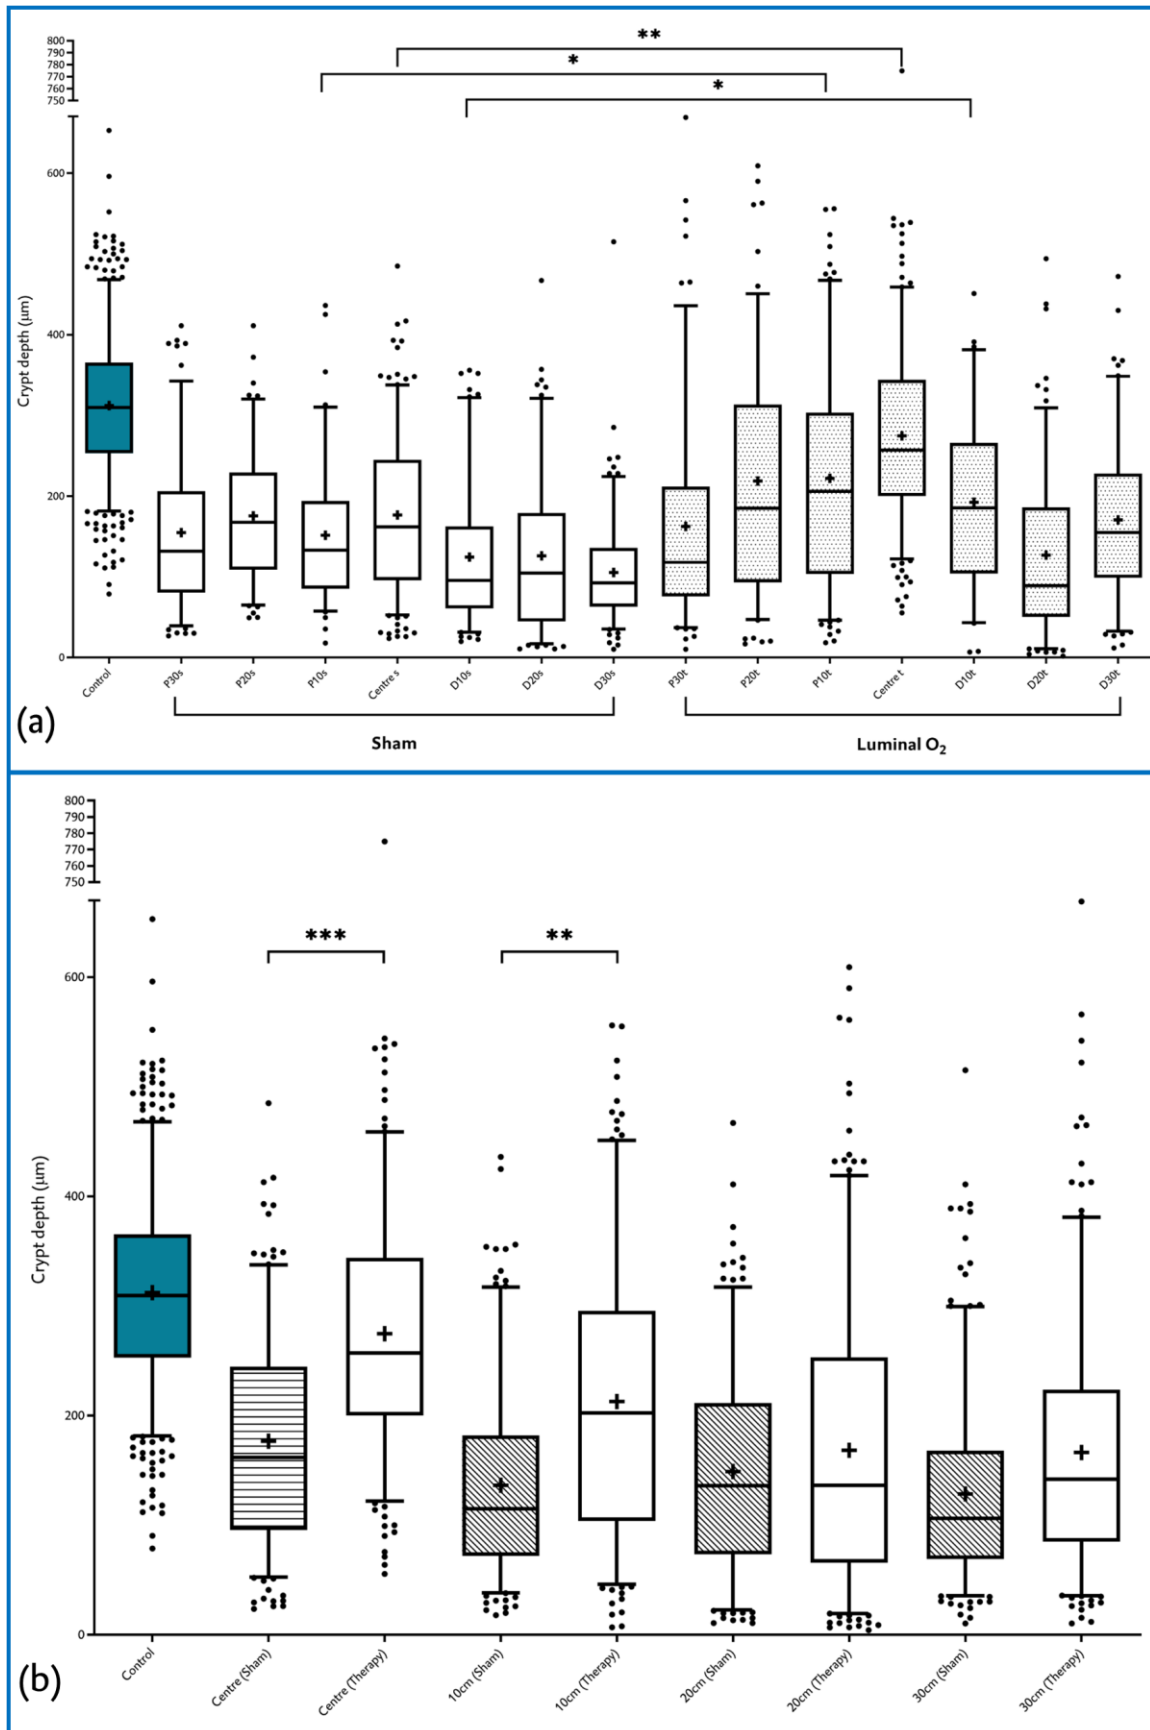 800
790
780
770
760
750
600
400
200
0
Crypt depth (µm)
**
*
*
Control
P30s
P20s
P10s
Centre s
D10s
D20s
D30s
P30t
P20t
P10t
Centre t
D10t
D20t
D30t
Sham
Luminal O₂
(a)
800
790
780
770
760
750
600
400
200
0
Crypt depth (µm)
***
**
Control
Centre (Sham)
Centre (Therapy)
10cm (Sham)
10cm (Therapy)
20cm (Sham)
20cm (Therapy)
30cm (Sham)
30cm (Therapy)
(b)